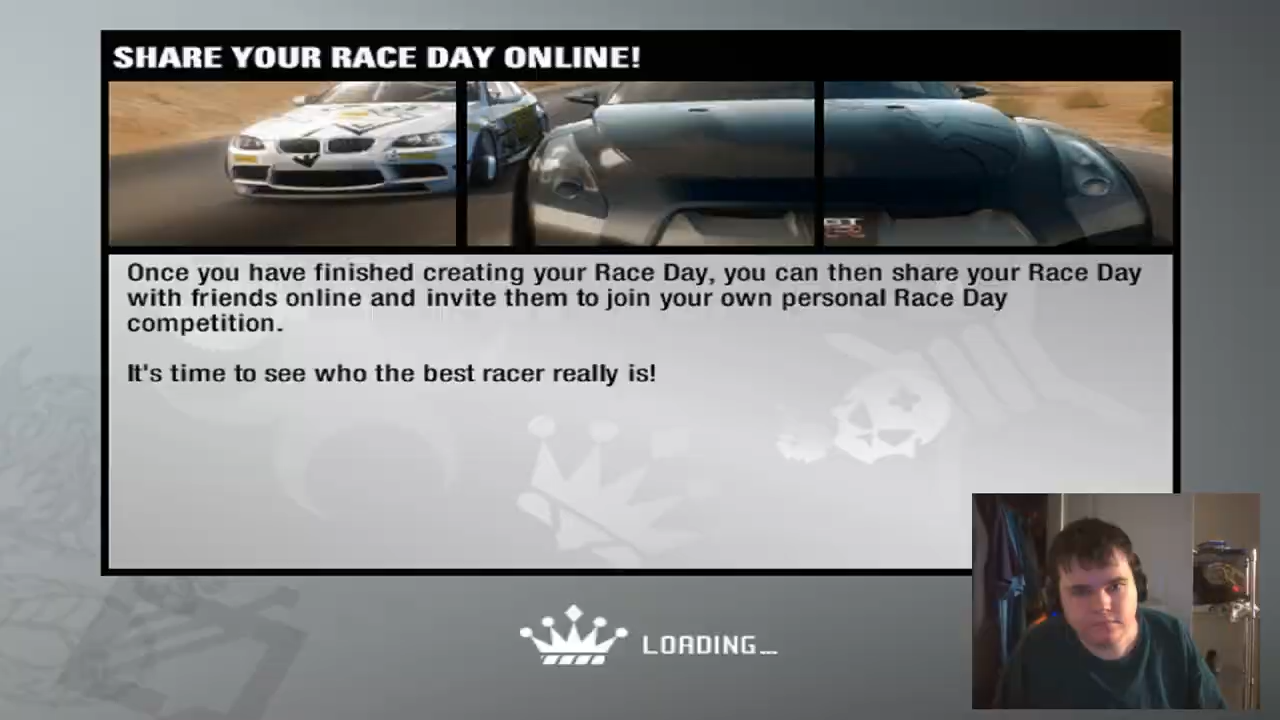 SHARE YOUR RACE DAY ONLINE!
Once you have finished creating your Race Day, you can then share your Race Day
with friends online and invite them to join your own personal Race Day
competition.
It's time to see who the best racer really is!
LOADING...